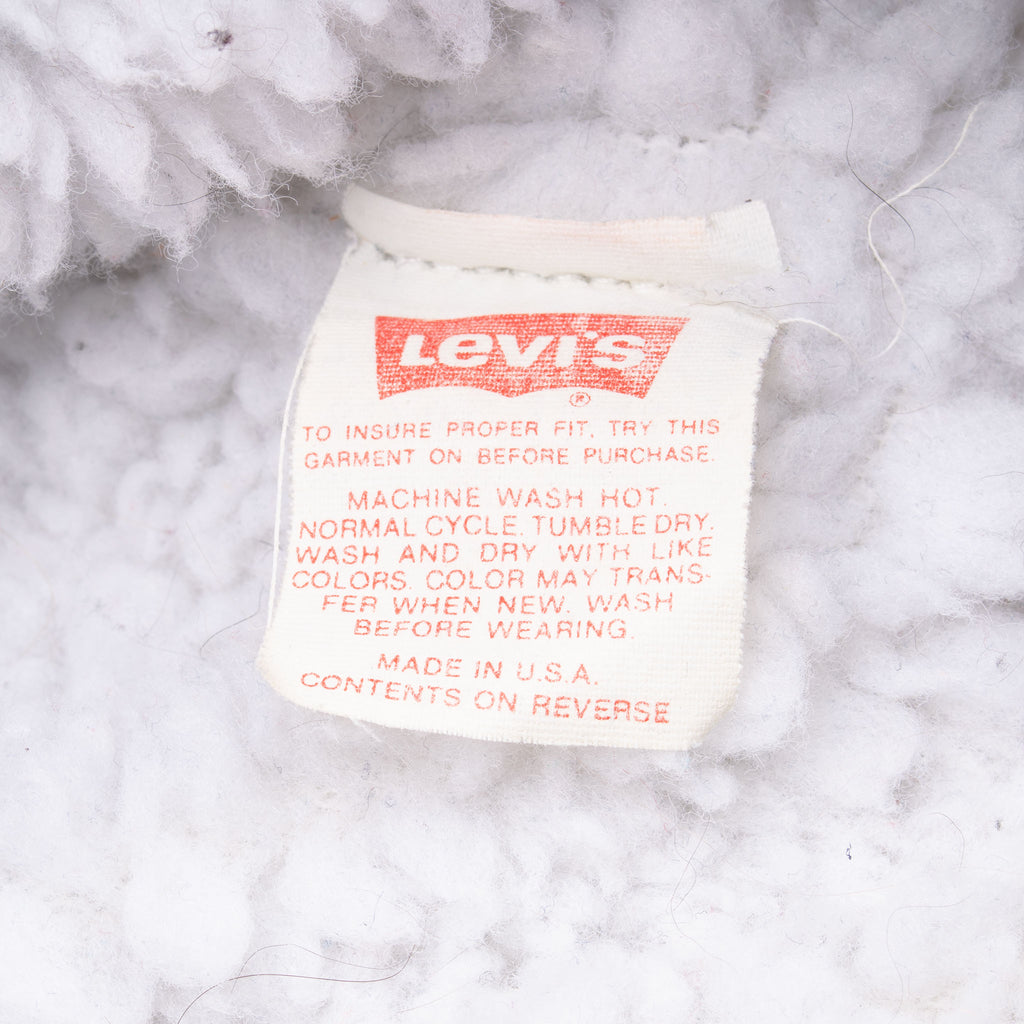 Levi's
®
TO INSURE PROPER FIT, TRY THIS
GARMENT ON BEFORE PURCHASE.
MACHINE WASH HOT.
NORMAL CYCLE. TUMBLE DRY.
WASH AND DRY WITH LIKE
COLORS. COLOR MAY TRANS-
FER WHEN NEW. WASH
BEFORE WEARING.
MADE IN U.S.A.
CONTENTS ON REVERSE